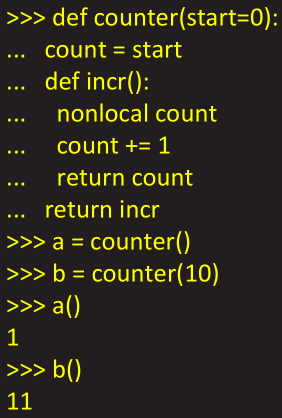 >>> def counter(start=0):
...   count = start
...   def incr():
...     nonlocal count
...     count += 1
...     return count
...   return incr
>>> a = counter()
>>> b = counter(10)
>>> a()
1
>>> b()
11